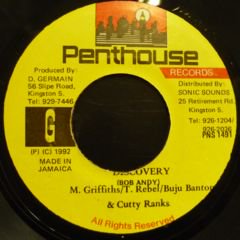 A
Penthouse
RECORDS
Produced By:
D. GERMAIN
56 Slipe Road,
Kingston 5.
Tel: 929-7446
Distributed By:
SONIC SOUNDS
25 Retirement Rd.
Kingston 5.
Tel: 926-1204/
926-2036
PNS 1491
G
(P) (C) 1992
MADE IN
JAMAICA
DISCOVERY
(BOB ANDY)
M. Griffiths/T. Rebel/Buju Banton
& Cutty Ranks
All Rights Reserved